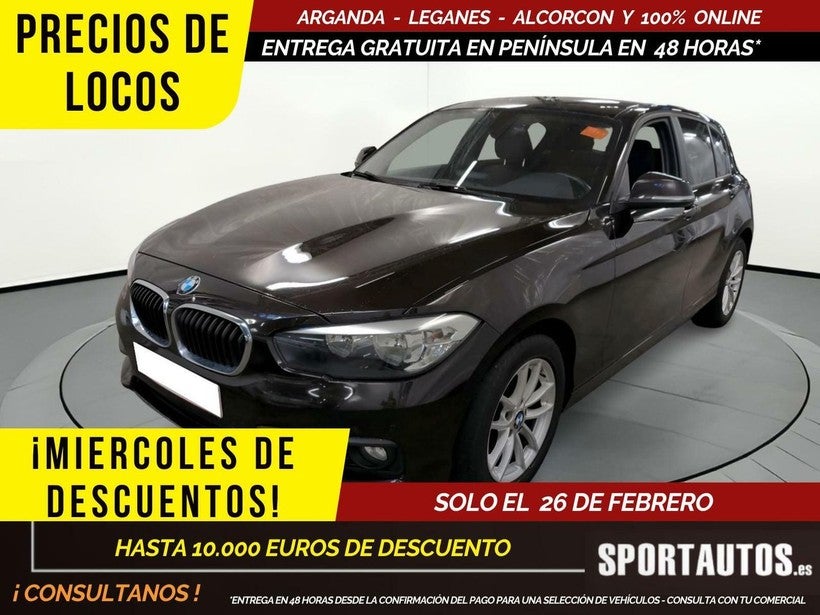 PRECIOS DE
LOCOS
ARGANDA - LEGANES - ALCORCON Y 100% ONLINE
ENTREGA GRATUITA EN PENÍNSULA EN 48 HORAS*
¡MIERCOLES DE
DESCUENTOS!
SOLO EL 26 DE FEBRERO
HASTA 10.000 EUROS DE DESCUENTO
SPORTAUTOS.es
¡ CONSULTANOS !
*ENTREGA EN 48 HORAS DESDE LA CONFIRMACIÓN DEL PAGO PARA UNA SELECCIÓN DE VEHÍCULOS - CONSULTA CON TU COMERCIAL